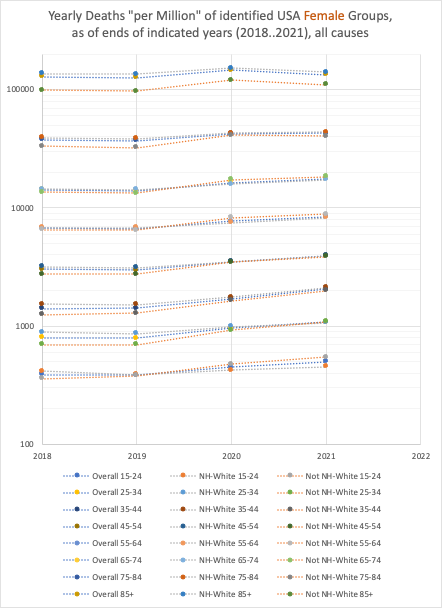 Yearly Deaths "per Million" of identified USA Female Groups,
as of ends of indicated years (2018..2021), all causes
100000
10000
1000
100
2018 2019 2020 2021 2022
Overall 15-24 NH-White 15-24 Not NH-White 15-24
Overall 25-34 NH-White 25-34 Not NH-White 25-34
Overall 35-44 NH-White 35-44 Not NH-White 35-44
Overall 45-54 NH-White 45-54 Not NH-White 45-54
Overall 55-64 NH-White 55-64 Not NH-White 55-64
Overall 65-74 NH-White 65-74 Not NH-White 65-74
Overall 75-84 NH-White 75-84 Not NH-White 75-84
Overall 85+ NH-White 85+ Not NH-White 85+